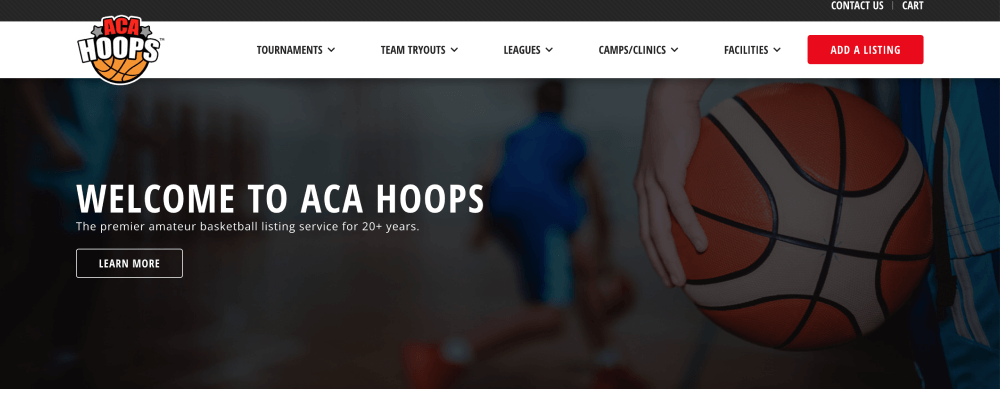 CONTACT US | CART
ACA
HOOPS™
TOURNAMENTS
TEAM TRYOUTS
LEAGUES
CAMPS/CLINICS
FACILITIES
ADD A LISTING
WELCOME TO ACA HOOPS
The premier amateur basketball listing service for 20+ years.
LEARN MORE